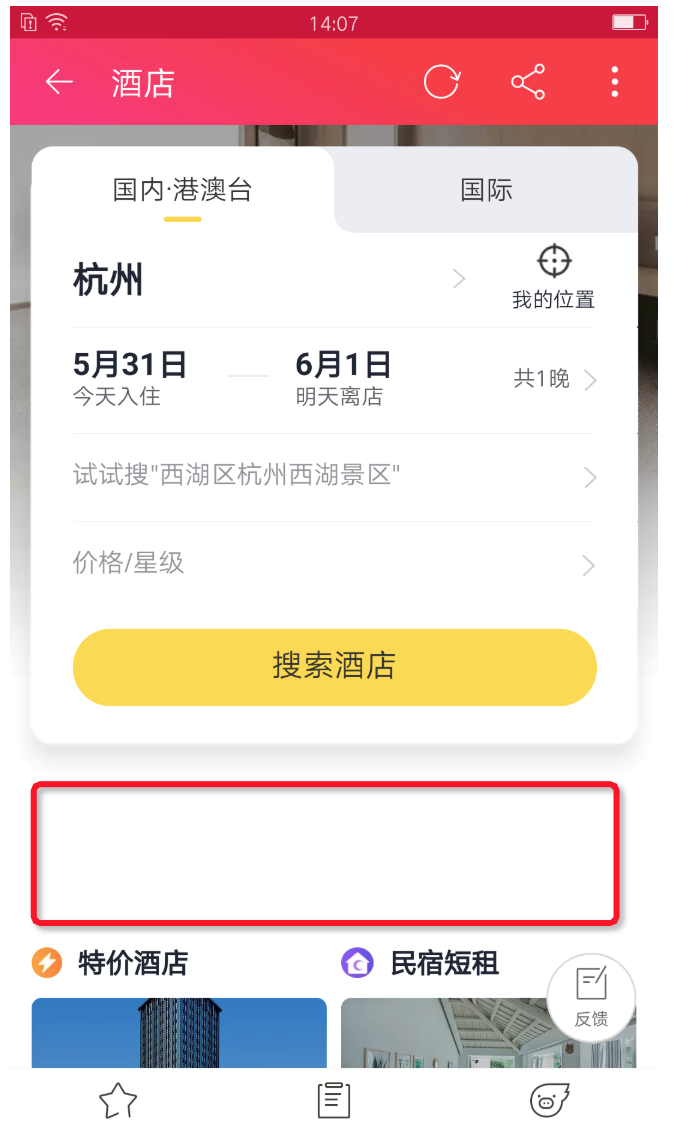 14:07
酒店
国内·港澳台
国际
杭州
我的位置
5月31日
6月1日
今天入住
明天离店
共1晚
试试搜"西湖区杭州西湖景区"
价格/星级
搜索酒店
特价酒店
民宿短租
反馈